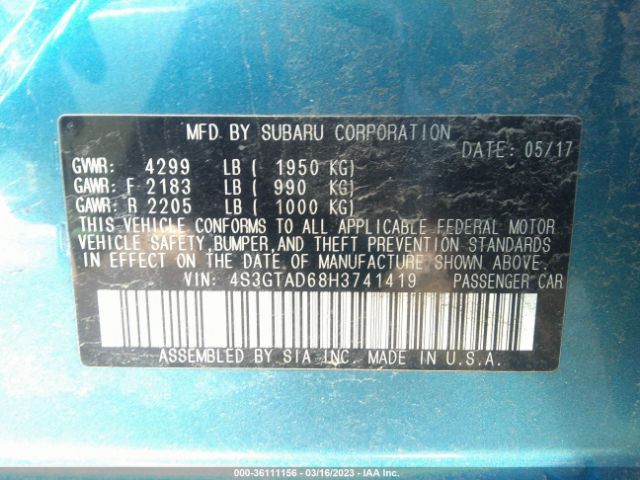 MFD BY SUBARU CORPORATION
DATE: 05/17
GVWR: 4299 LB ( 1950 KG)
GAWR: F 2183 LB ( 990 KG)
GAWR: R 2205 LB ( 1000 KG)
THIS VEHICLE CONFORMS TO ALL APPLICABLE FEDERAL MOTOR
VEHICLE SAFETY, BUMPER, AND THEFT PREVENTION STANDARDS
IN EFFECT ON THE DATE OF MANUFACTURE SHOWN ABOVE.
VIN: 4S3GTAD68H3741419 PASSENGER CAR
ASSEMBLED BY SIA INC. MADE IN U.S.A.
000-36111156 - 03/16/2023 - IAAI.COM